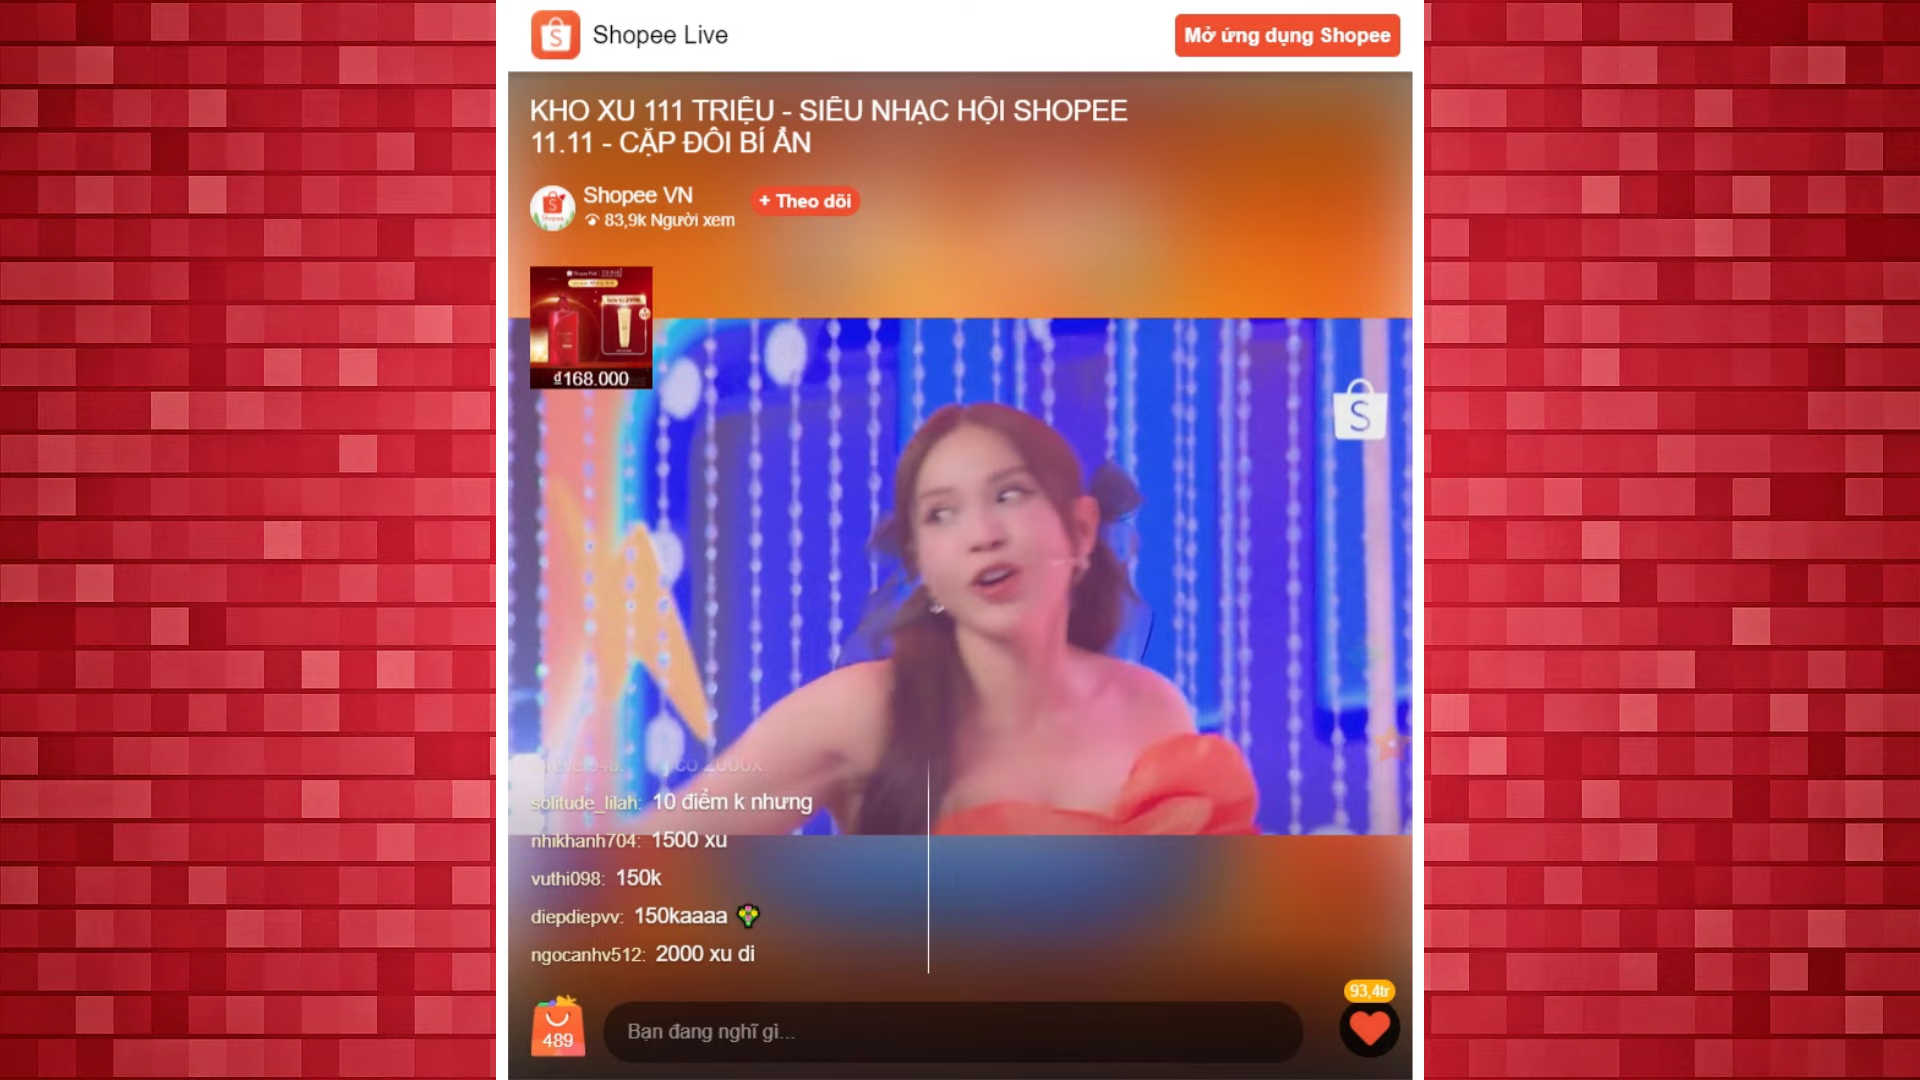 Shopee Live
Mở ứng dụng Shopee
KHO XU 111 TRIỆU - SIÊU NHẠC HỘI SHOPEE
11.11 - CẶP ĐÔI BÍ ẨN
Shopee VN
+ Theo dõi
83,9k Người xem
₫168.000
S
solitude_lilah: 10 điểm k nhưng
nhikhanh704: 1500 xu
vuthi098: 150k
diepdiepvv: 150kaaaa
ngocanhv512: 2000 xu di
93,4tr
489
Bạn đang nghĩ gì...